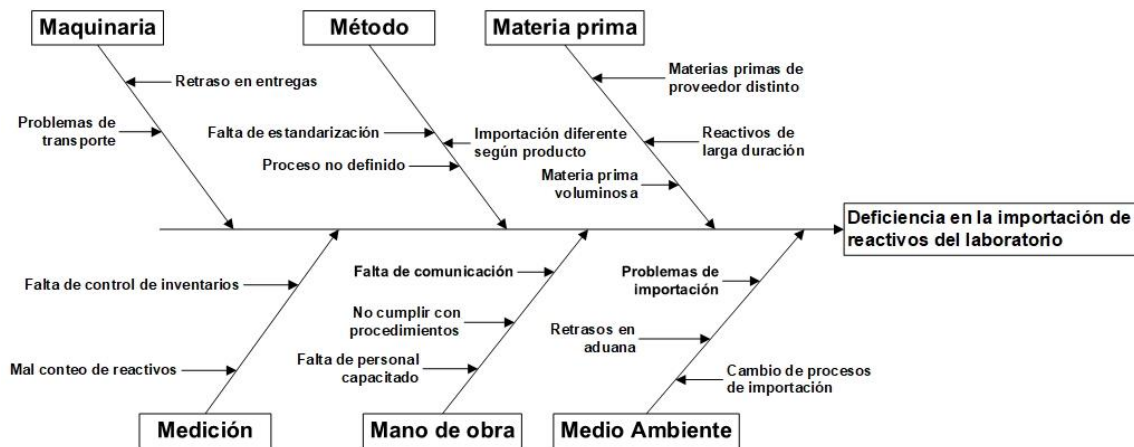 Maquinaria
Método
Materia prima
Retraso en entregas
Problemas de
transporte
Falta de estandarización
Importación diferente
según producto
Proceso no definido
Materias primas de
proveedor distinto
Reactivos de
larga duración
Materia prima
voluminosa
Deficiencia en la importación de
reactivos del laboratorio
Falta de control de inventarios
Mal conteo de reactivos
Falta de comunicación
No cumplir con
procedimientos
Falta de personal
capacitado
Problemas de
importación
Retrasos en
aduana
Cambio de procesos
de importación
Medición
Mano de obra
Medio Ambiente